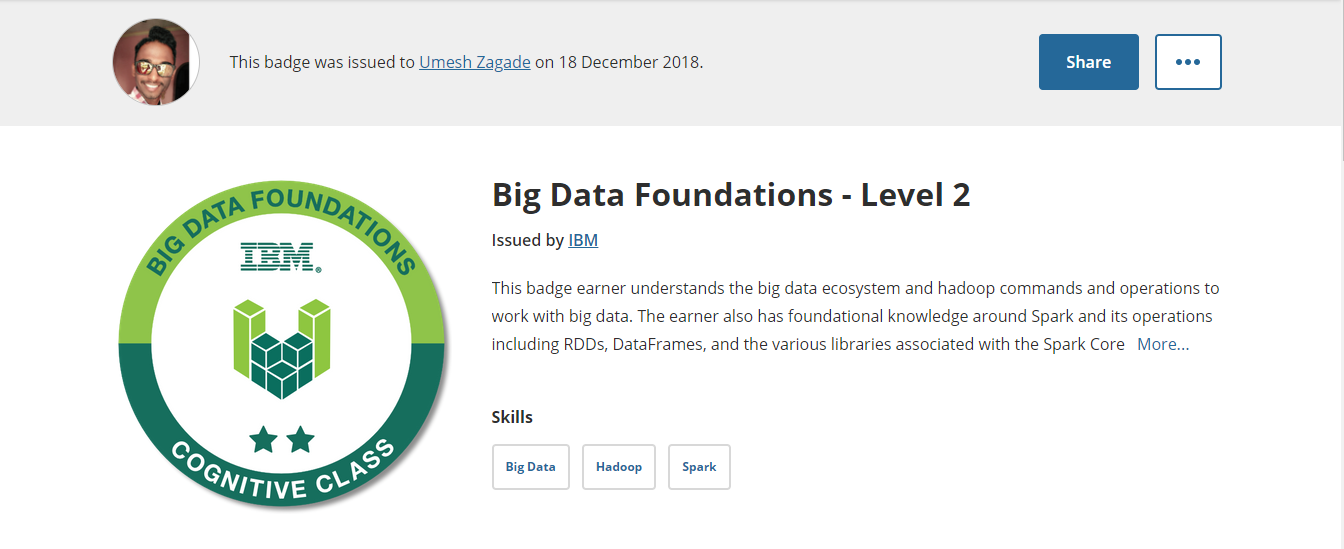 This badge was issued to Umesh Zagade on 18 December 2018.
Share
•••
BIG DATA FOUNDATIONS
IBM®
COGNITIVE CLASS
Big Data Foundations - Level 2
Issued by IBM
This badge earner understands the big data ecosystem and hadoop commands and operations to
work with big data. The earner also has foundational knowledge around Spark and its operations
including RDDs, DataFrames, and the various libraries associated with the Spark Core More...
Skills
Big Data
Hadoop
Spark